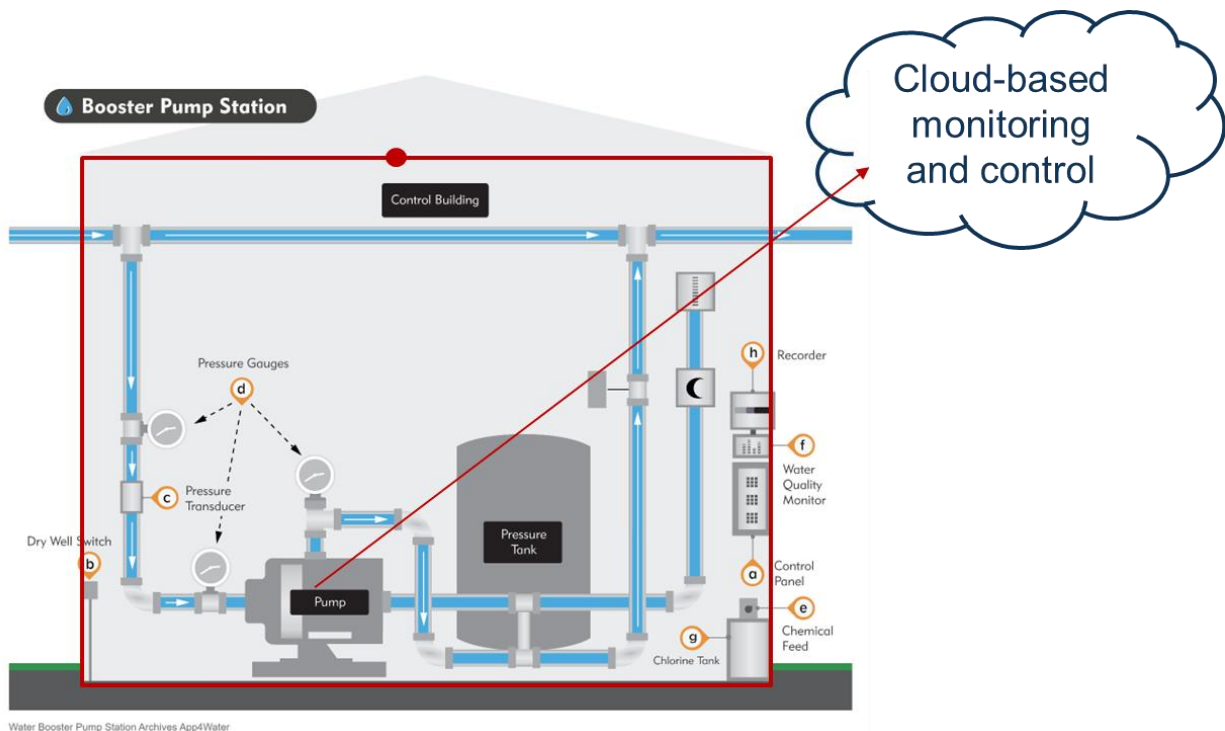 Cloud-based
monitoring
and control
Booster Pump Station
Control Building
Pressure Gauges
d
h
Recorder
f
Water
Quality
Monitor
c
Pressure
Transducer
Dry Well Switch
b
Pressure
Tank
a
Control
Panel
Pump
e
Chemical
Feed
g
Chlorine Tank
Water Booster Pump Station Archives App4Water